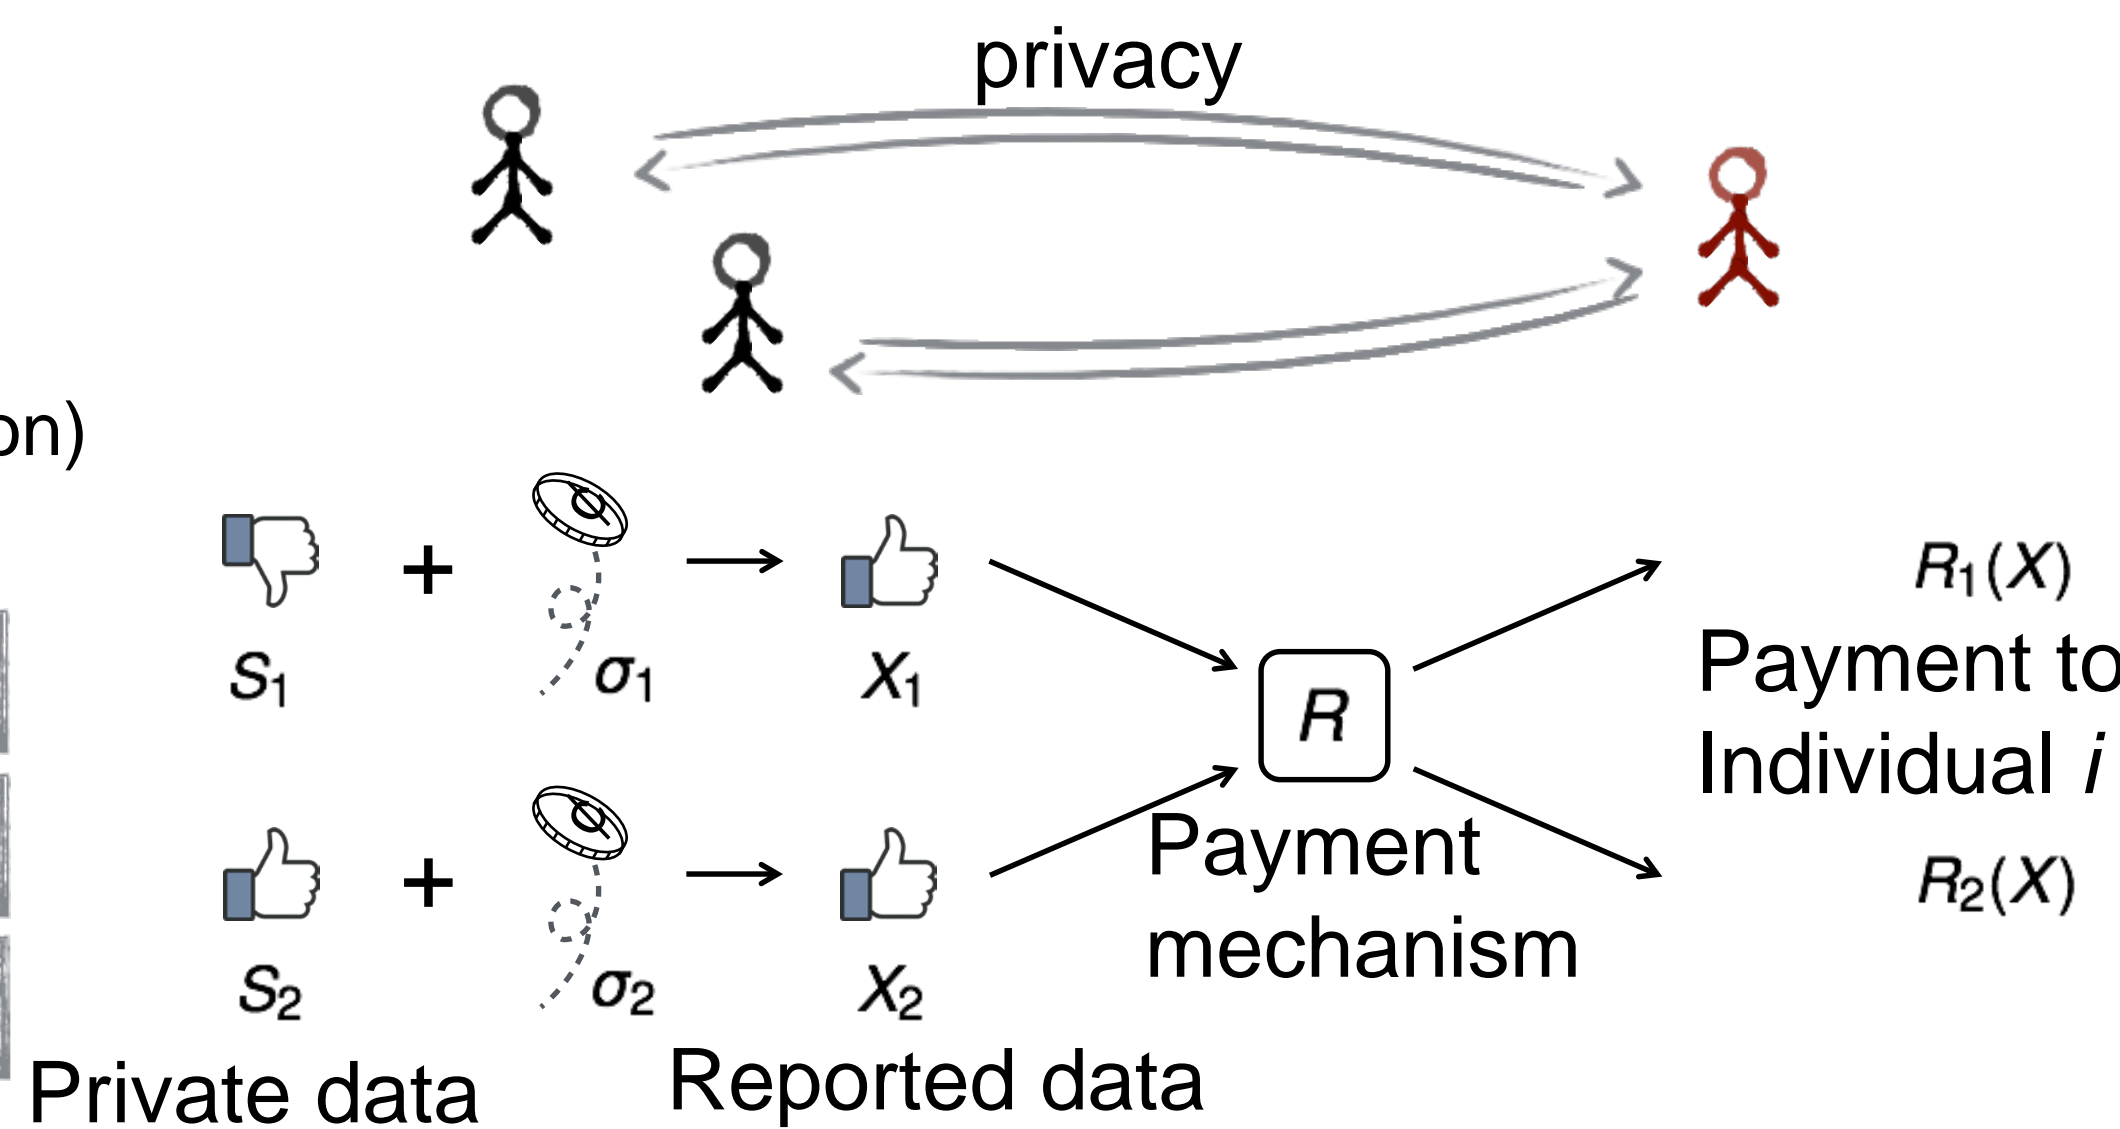 privacy
on)
+ → R₁(X)
S₁ σ₁ X₁ Payment to
R Individual i
+ → Payment R₂(X)
S₂ σ₂ X₂ mechanism
Private data Reported data